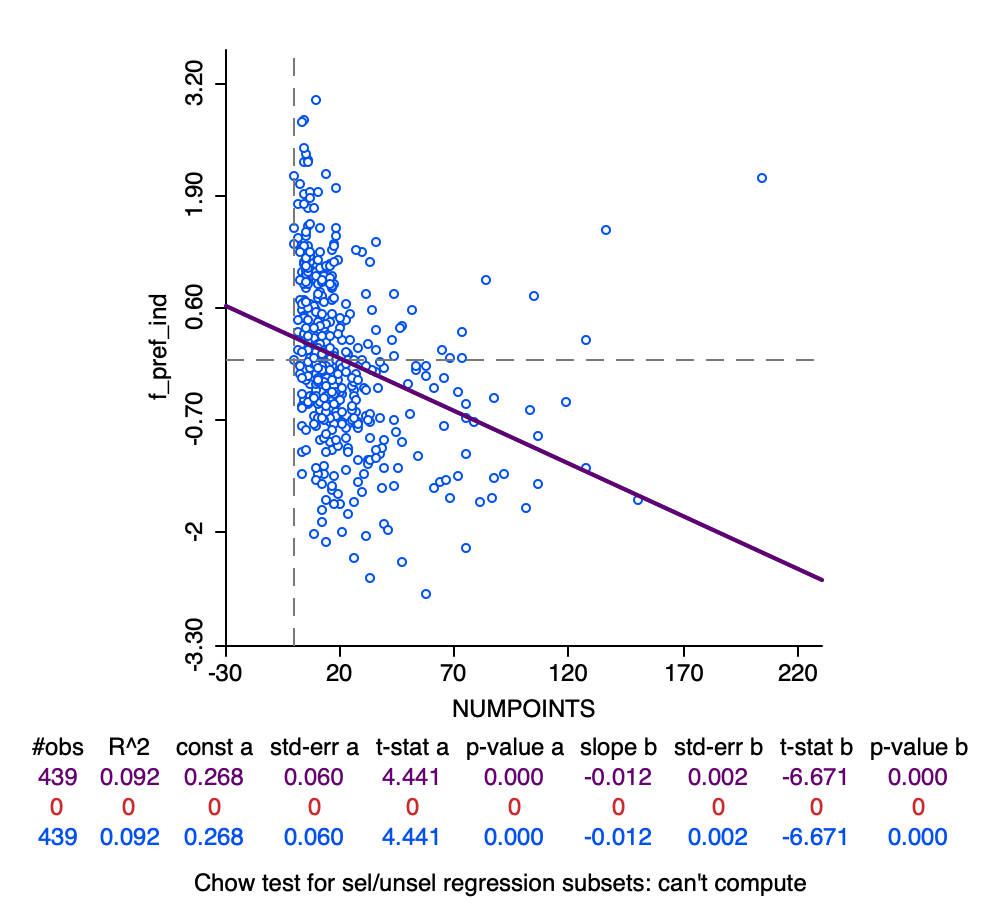 3.20
1.90
0.60
-0.70
-2
-3.30
f_pref_ind
-30 20 70 120 170 220
NUMPOINTS
#obs R^2 const a std-err a t-stat a p-value a slope b std-err b t-stat b p-value b
439 0.092 0.268 0.060 4.441 0.000 -0.012 0.002 -6.671 0.000
0 0 0 0 0 0 0 0 0 0
439 0.092 0.268 0.060 4.441 0.000 -0.012 0.002 -6.671 0.000
Chow test for sel/unsel regression subsets: can't compute